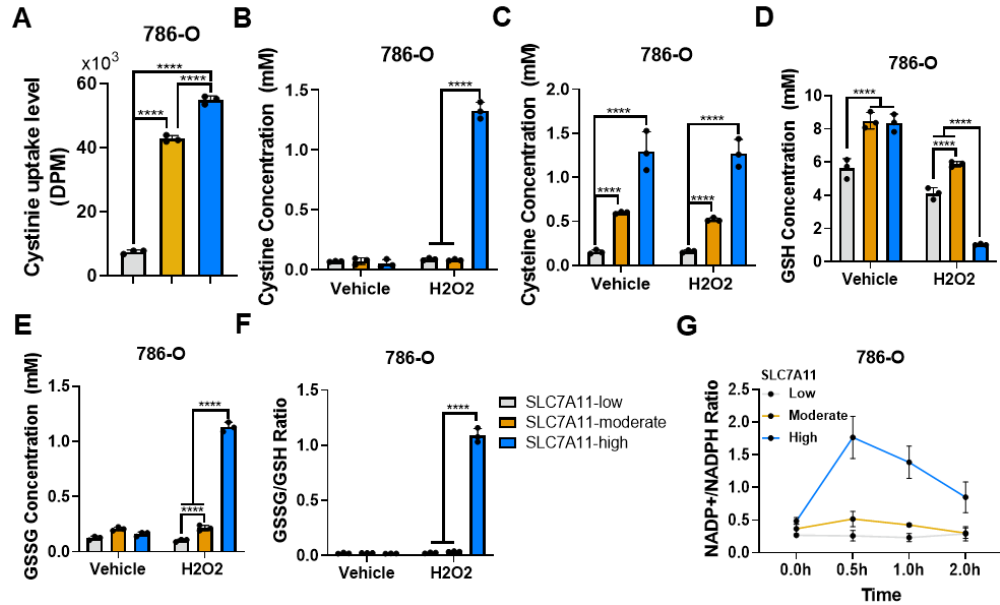 A
786-O
×10³
Cystinie uptake level
(DPM)
60
40
20
0
****
****
****
B
786-O
Cystine Concentration (mM)
1.5
1.0
0.5
0.0
****
Vehicle
H2O2
C
786-O
Cysteine Concentration (mM)
2.0
1.5
1.0
0.5
0.0
****
****
****
****
Vehicle
H2O2
D
786-O
GSH Concentration (mM)
10
8
6
4
2
0
****
****
****
Vehicle
H2O2
E
786-O
GSSG Concentration (mM)
1.5
1.0
0.5
0.0
****
****
Vehicle
H2O2
F
786-O
GSSSG/GSH Ratio
1.5
1.0
0.5
0.0
****
Vehicle
H2O2
SLC7A11-low
SLC7A11-moderate
SLC7A11-high
G
786-O
SLC7A11
Low
Moderate
High
NADP+/NADPH Ratio
2.5
2.0
1.5
1.0
0.5
0.0
0.0h
0.5h
1.0h
2.0h
Time